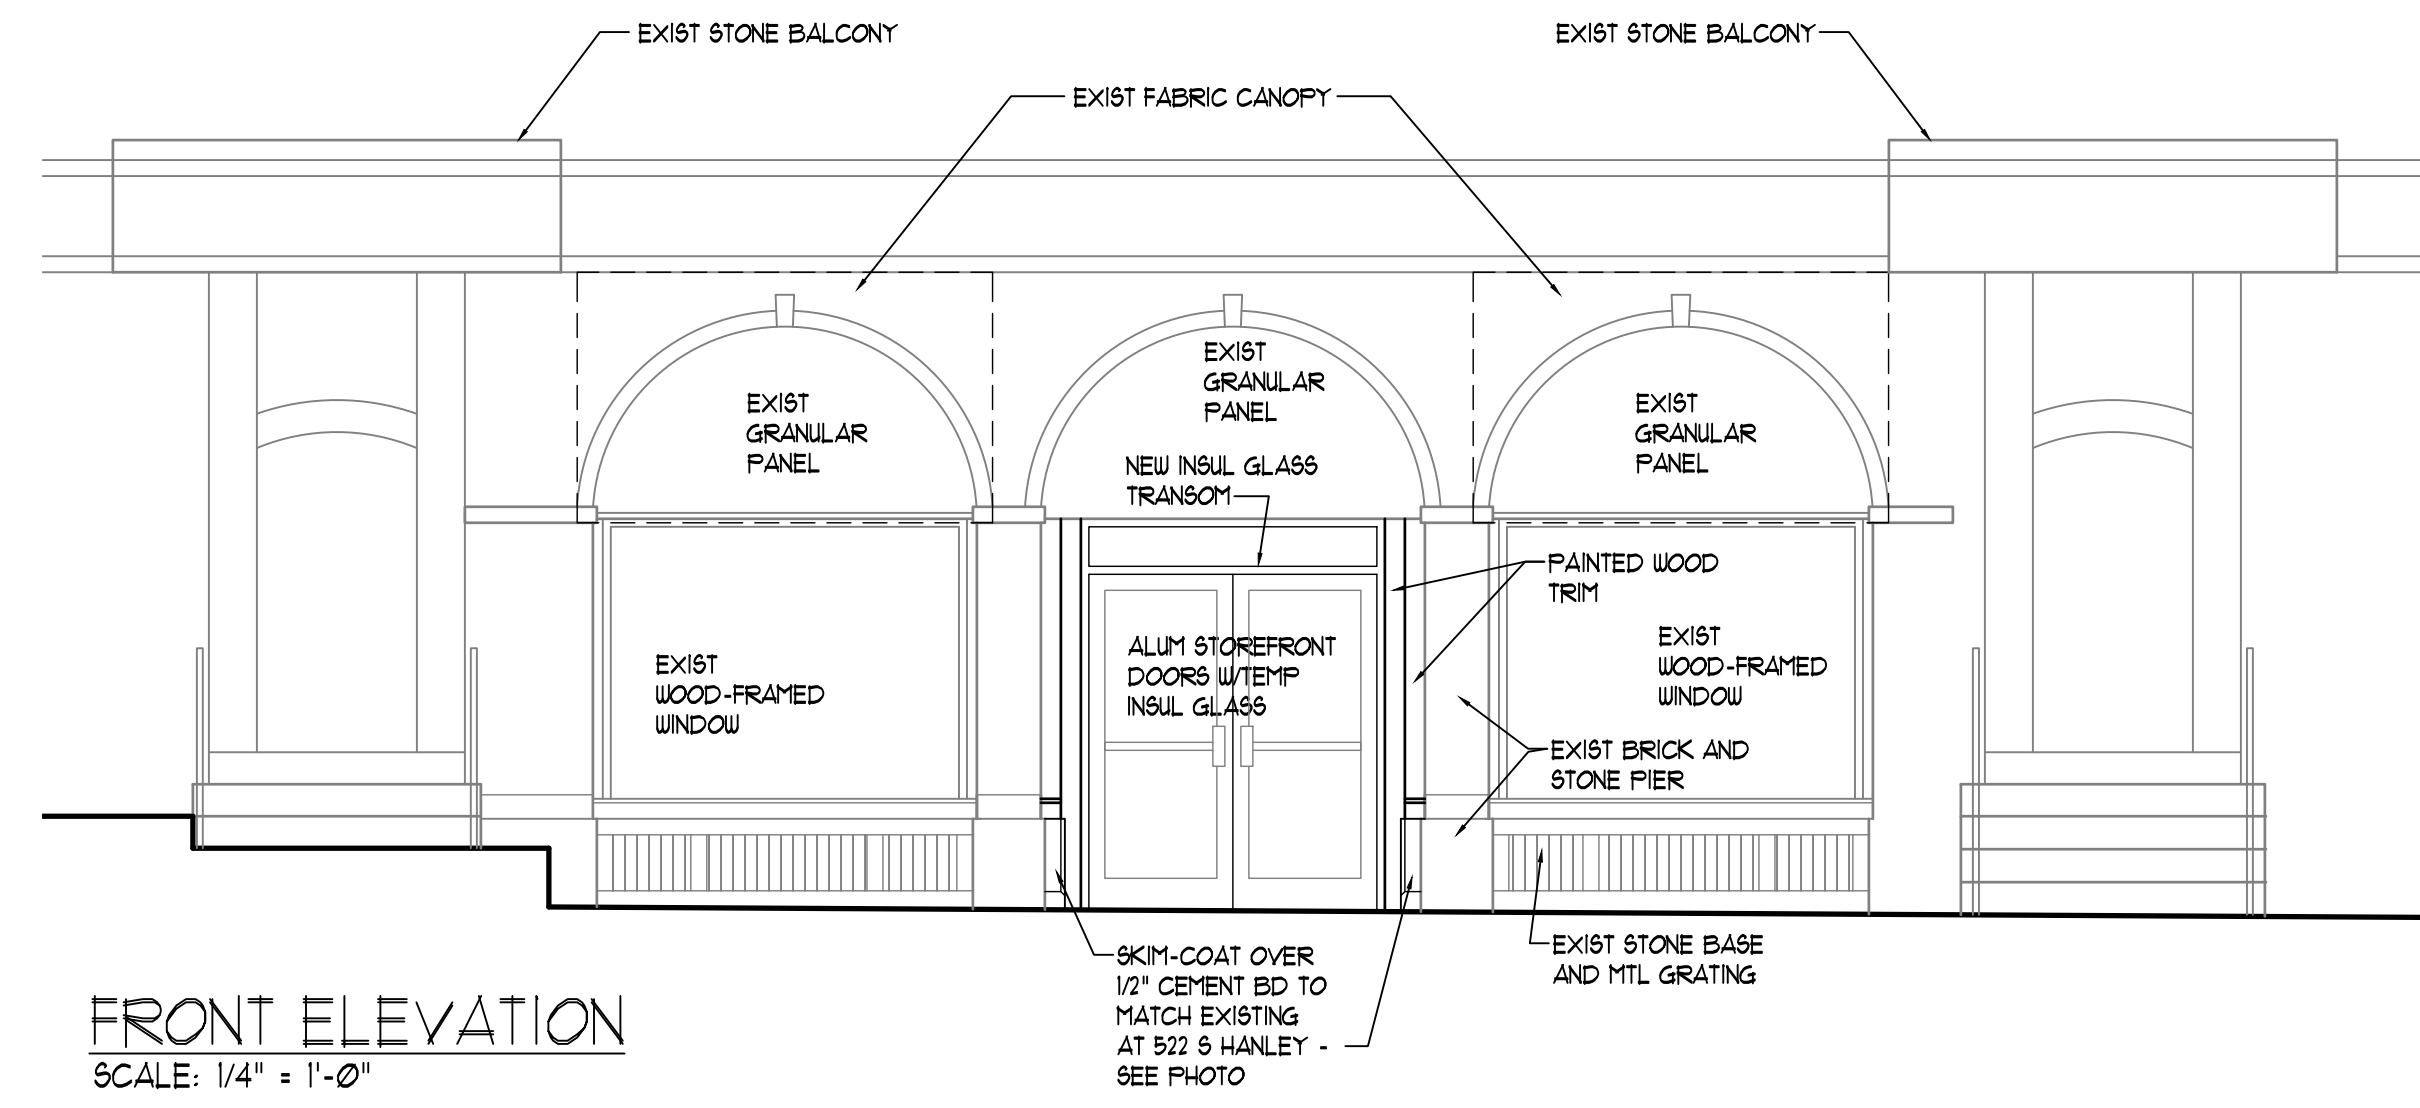 EXIST STONE BALCONY
EXIST STONE BALCONY
EXIST FABRIC CANOPY
EXIST
GRANULAR
PANEL
EXIST
GRANULAR
PANEL
EXIST
GRANULAR
PANEL
NEW INSUL GLASS
TRANSOM
PAINTED WOOD
TRIM
EXIST
WOOD-FRAMED
WINDOW
ALUM STOREFRONT
DOORS W/TEMP
INSUL GLASS
EXIST
WOOD-FRAMED
WINDOW
EXIST BRICK AND
STONE PIER
EXIST STONE BASE
AND MTL GRATING
SKIM-COAT OVER
1/2" CEMENT BD TO
MATCH EXISTING
AT 522 S HANLEY -
SEE PHOTO
FRONT ELEVATION
SCALE: 1/4" = 1'-0"